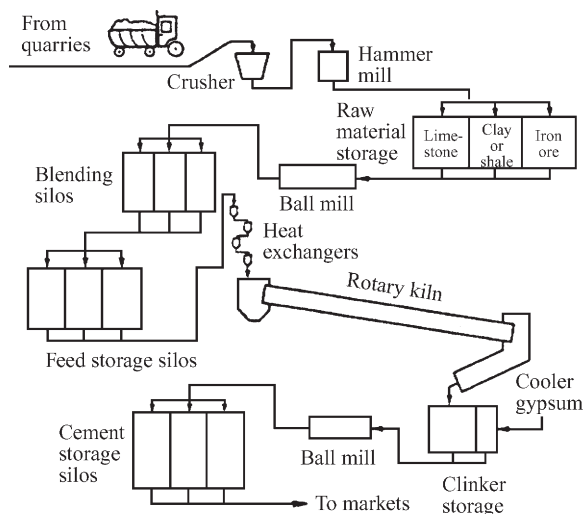 From
quarries
Crusher
Hammer
mill
Raw
material
storage
Lime-
stone
Clay
or
shale
Iron
ore
Blending
silos
Ball mill
Heat
exchangers
Rotary kiln
Feed storage silos
Cooler
gypsum
Cement
storage
silos
Ball mill
Clinker
storage
To markets